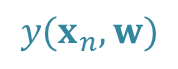 y(𝐱ₙ, 𝐰)